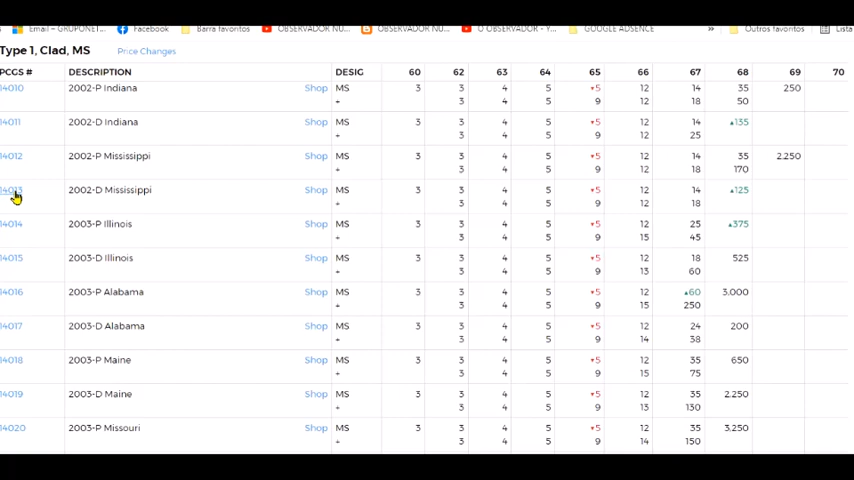 Email – GRUPONET... Facebook Barra favoritos OBSERVADOR NU... OBSERVADOR NU... O OBSERVADOR - Y... GOOGLE ADSENCE » Outros favoritos Lista
Type 1, Clad, MS Price Changes
PCGS # DESCRIPTION DESIG 60 62 63 64 65 66 67 68 69 70
14010 2002-P Indiana Shop MS 3 3 4 5 ▼5 12 14 35 250
+ 3 4 5 9 12 18 50
14011 2002-D Indiana Shop MS 3 3 4 5 ▼5 12 14 ▲135
+ 3 4 5 9 12 25
14012 2002-P Mississippi Shop MS 3 3 4 5 ▼5 12 14 35 2,250
+ 3 4 5 9 12 18 170
14013 2002-D Mississippi Shop MS 3 3 4 5 ▼5 12 14 ▲125
+ 3 4 5 9 12 18
14014 2003-P Illinois Shop MS 3 3 4 5 ▼5 12 25 ▲375
+ 3 4 5 9 15 45
14015 2003-D Illinois Shop MS 3 3 4 5 ▼5 12 18 525
+ 3 4 5 9 13 60
14016 2003-P Alabama Shop MS 3 3 4 5 ▼5 12 ▲60 3,000
+ 3 4 5 9 15 250
14017 2003-D Alabama Shop MS 3 3 4 5 ▼5 12 24 200
+ 3 4 5 9 14 38
14018 2003-P Maine Shop MS 3 3 4 5 ▼5 12 35 650
+ 3 4 5 9 15 75
14019 2003-D Maine Shop MS 3 3 4 5 ▼5 12 35 2,250
+ 3 4 5 9 13 130
14020 2003-P Missouri Shop MS 3 3 4 5 ▼5 12 35 3,250
+ 3 4 5 9 14 150